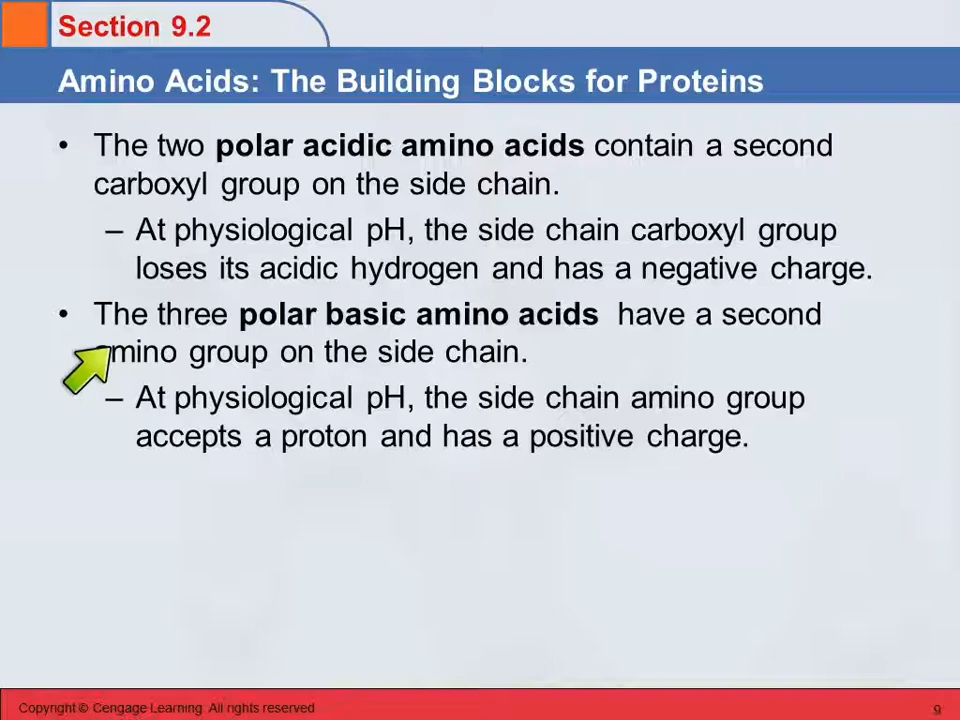 Section 9.2
Amino Acids: The Building Blocks for Proteins
• The two polar acidic amino acids contain a second
carboxyl group on the side chain.
– At physiological pH, the side chain carboxyl group
loses its acidic hydrogen and has a negative charge.
• The three polar basic amino acids have a second
amino group on the side chain.
– At physiological pH, the side chain amino group
accepts a proton and has a positive charge.
Copyright © Cengage Learning. All rights reserved
9